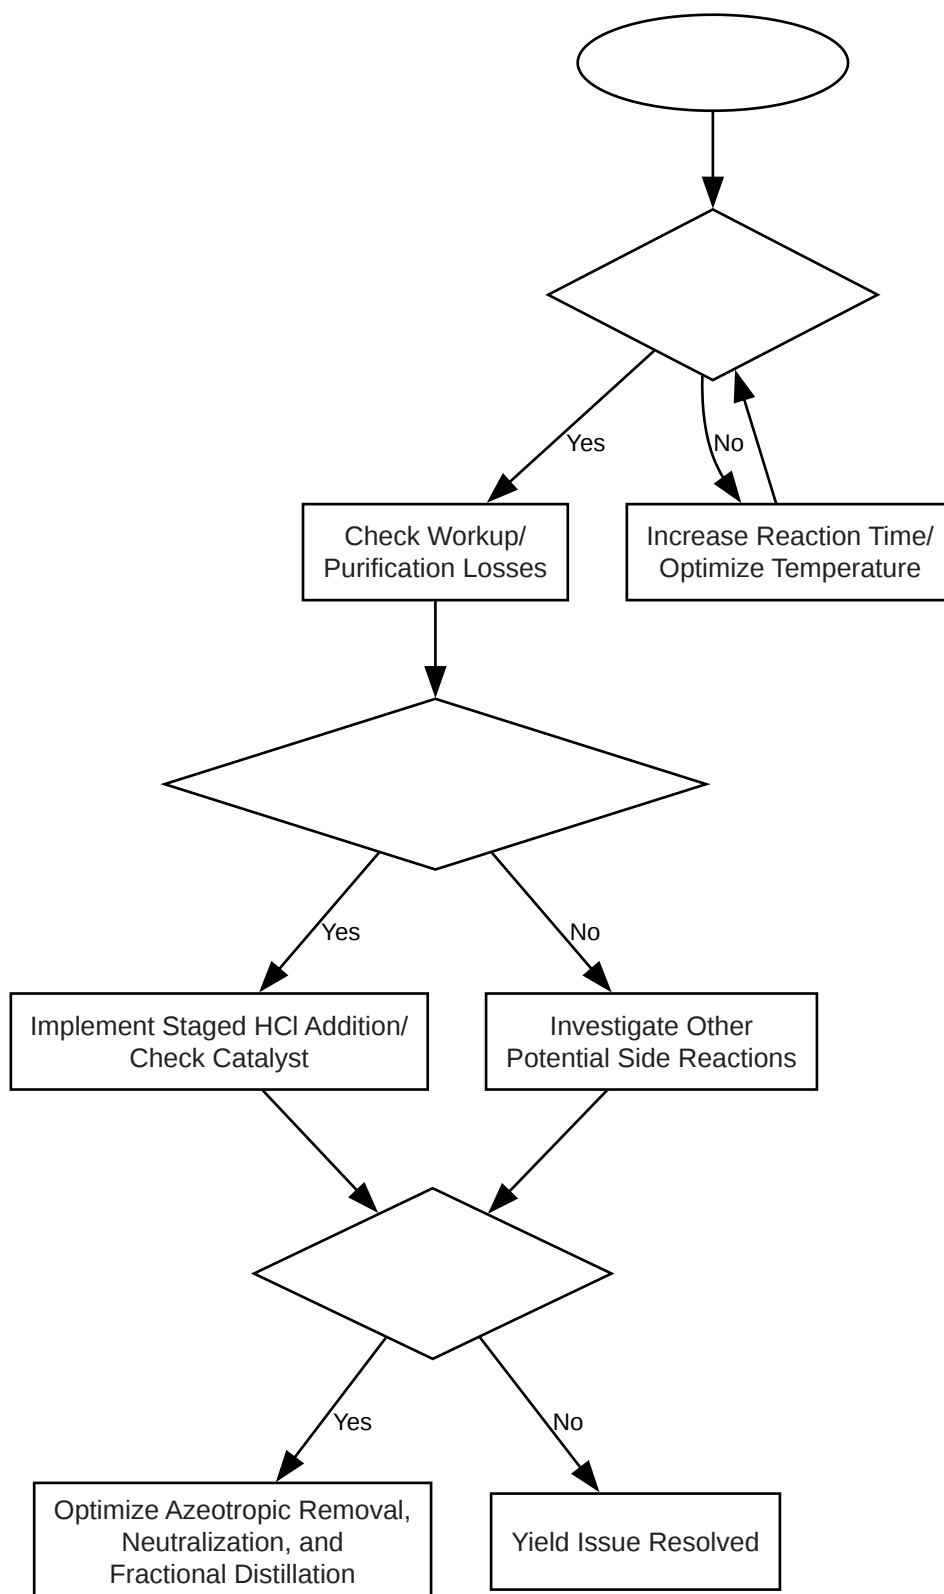 Yes
No
Check Workup/
Purification Losses
Increase Reaction Time/
Optimize Temperature
Yes
No
Implement Staged HCl Addition/
Check Catalyst
Investigate Other
Potential Side Reactions
Yes
No
Optimize Azeotropic Removal,
Neutralization, and
Fractional Distillation
Yield Issue Resolved